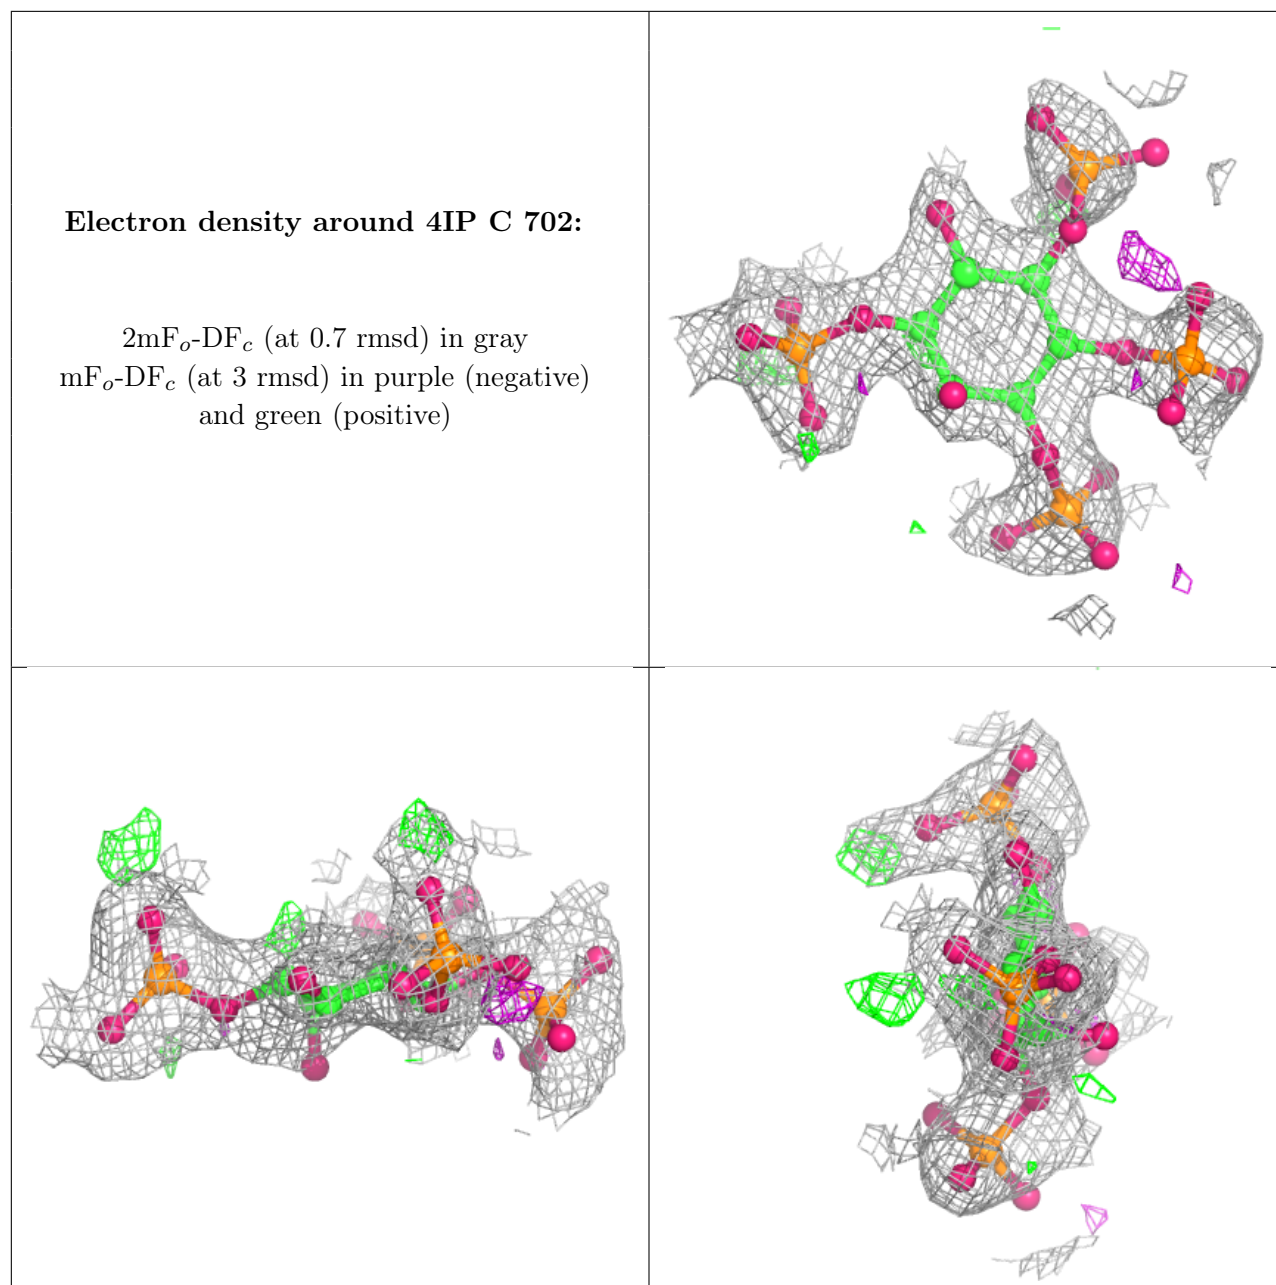 Electron density around 4IP C 702:
2mFo-DFc (at 0.7 rmsd) in gray
mFo-DFc (at 3 rmsd) in purple (negative)
and green (positive)